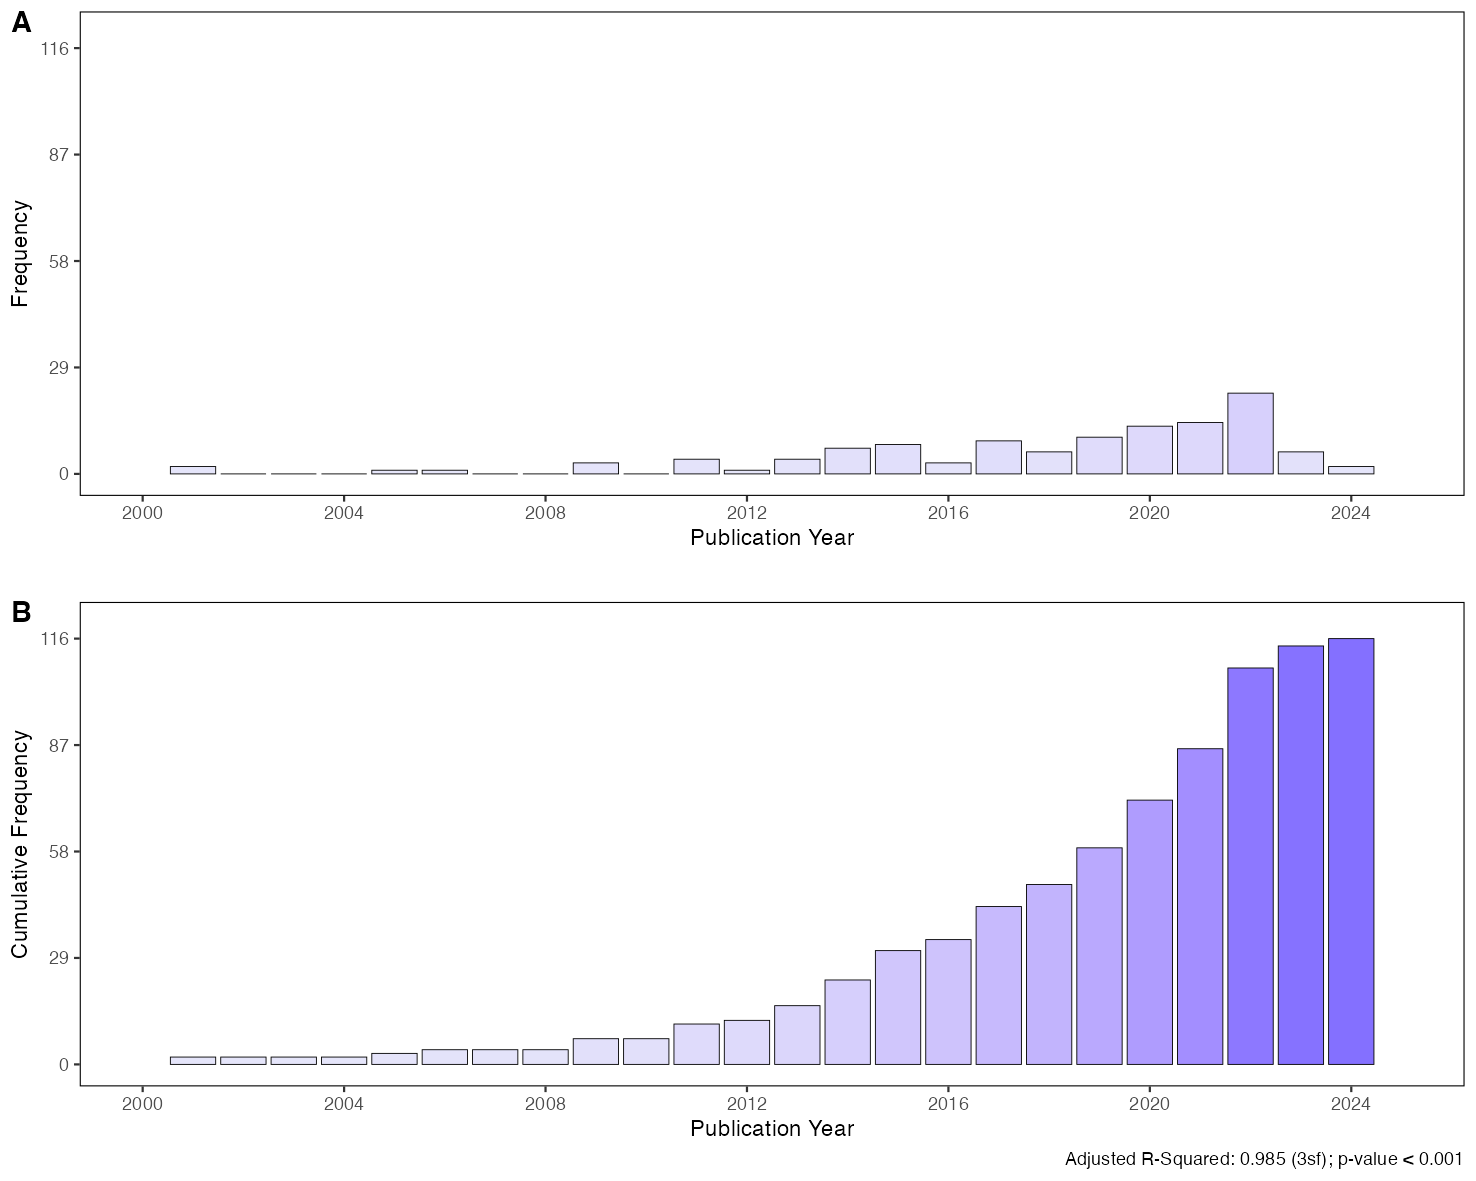 A
116
87
58
29
0
Frequency
2000 2004 2008 2012 2016 2020 2024
Publication Year
B
116
87
58
29
0
Cumulative Frequency
2000 2004 2008 2012 2016 2020 2024
Publication Year
Adjusted R-Squared: 0.985 (3sf); p-value < 0.001